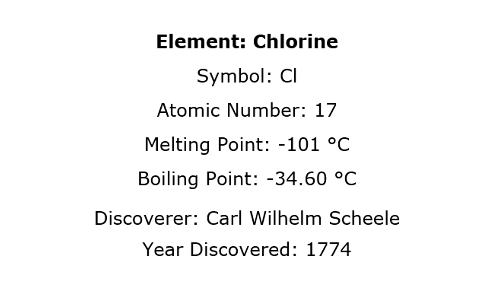 Element: Chlorine
Symbol: Cl
Atomic Number: 17
Melting Point: -101 °C
Boiling Point: -34.60 °C
Discoverer: Carl Wilhelm Scheele
Year Discovered: 1774